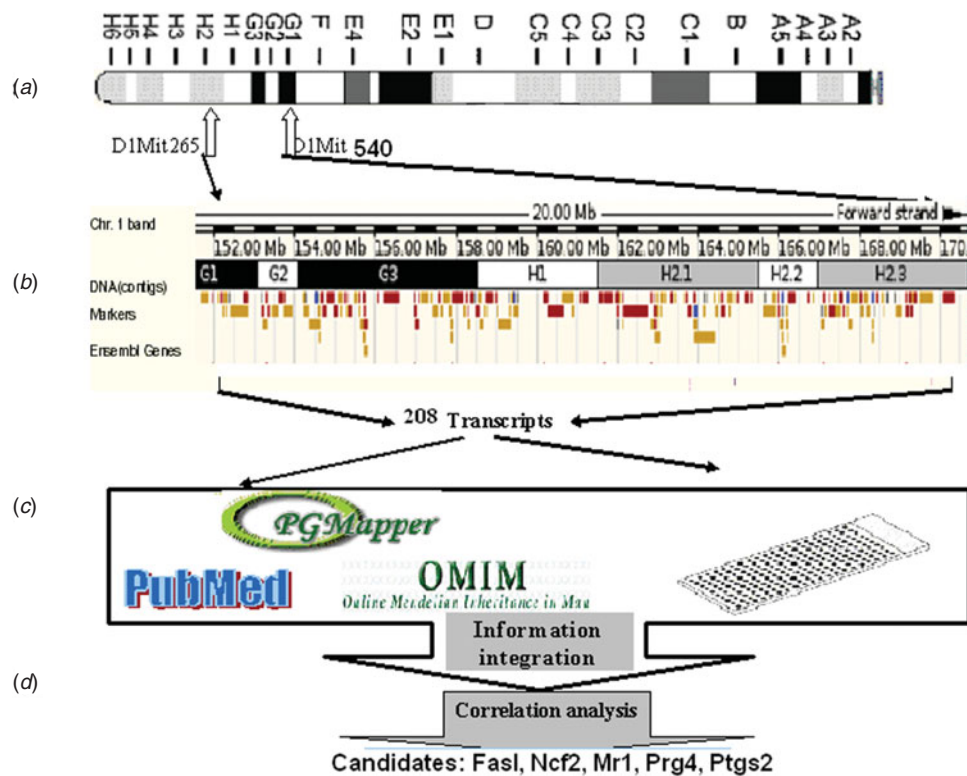 H6 H5 H4 H3 H2 H1 G3 G2 G1 F E4 E2 E1 D C5 C4 C3 C2 C1 B A5 A4 A3 A2
(a)
D1Mit265 D1Mit 540
20.00 Mb Forward strand
Chr. 1 band
152.00 Mb 154.00 Mb 156.00 Mb 158.00 Mb 160.00 Mb 162.00 Mb 164.00 Mb 166.00 Mb 168.00 Mb 170.
(b)
G1 G2 G3 H1 H2.1 H2.2 H2.3
DNA(contigs)
Markers
Ensembl Genes
208 Transcripts
(c)
PGMapper
PubMed
OMIM
Online Mendelian Inheritance in Man
Information
integration
(d)
Correlation analysis
Candidates: Fasl, Ncf2, Mr1, Prg4, Ptgs2